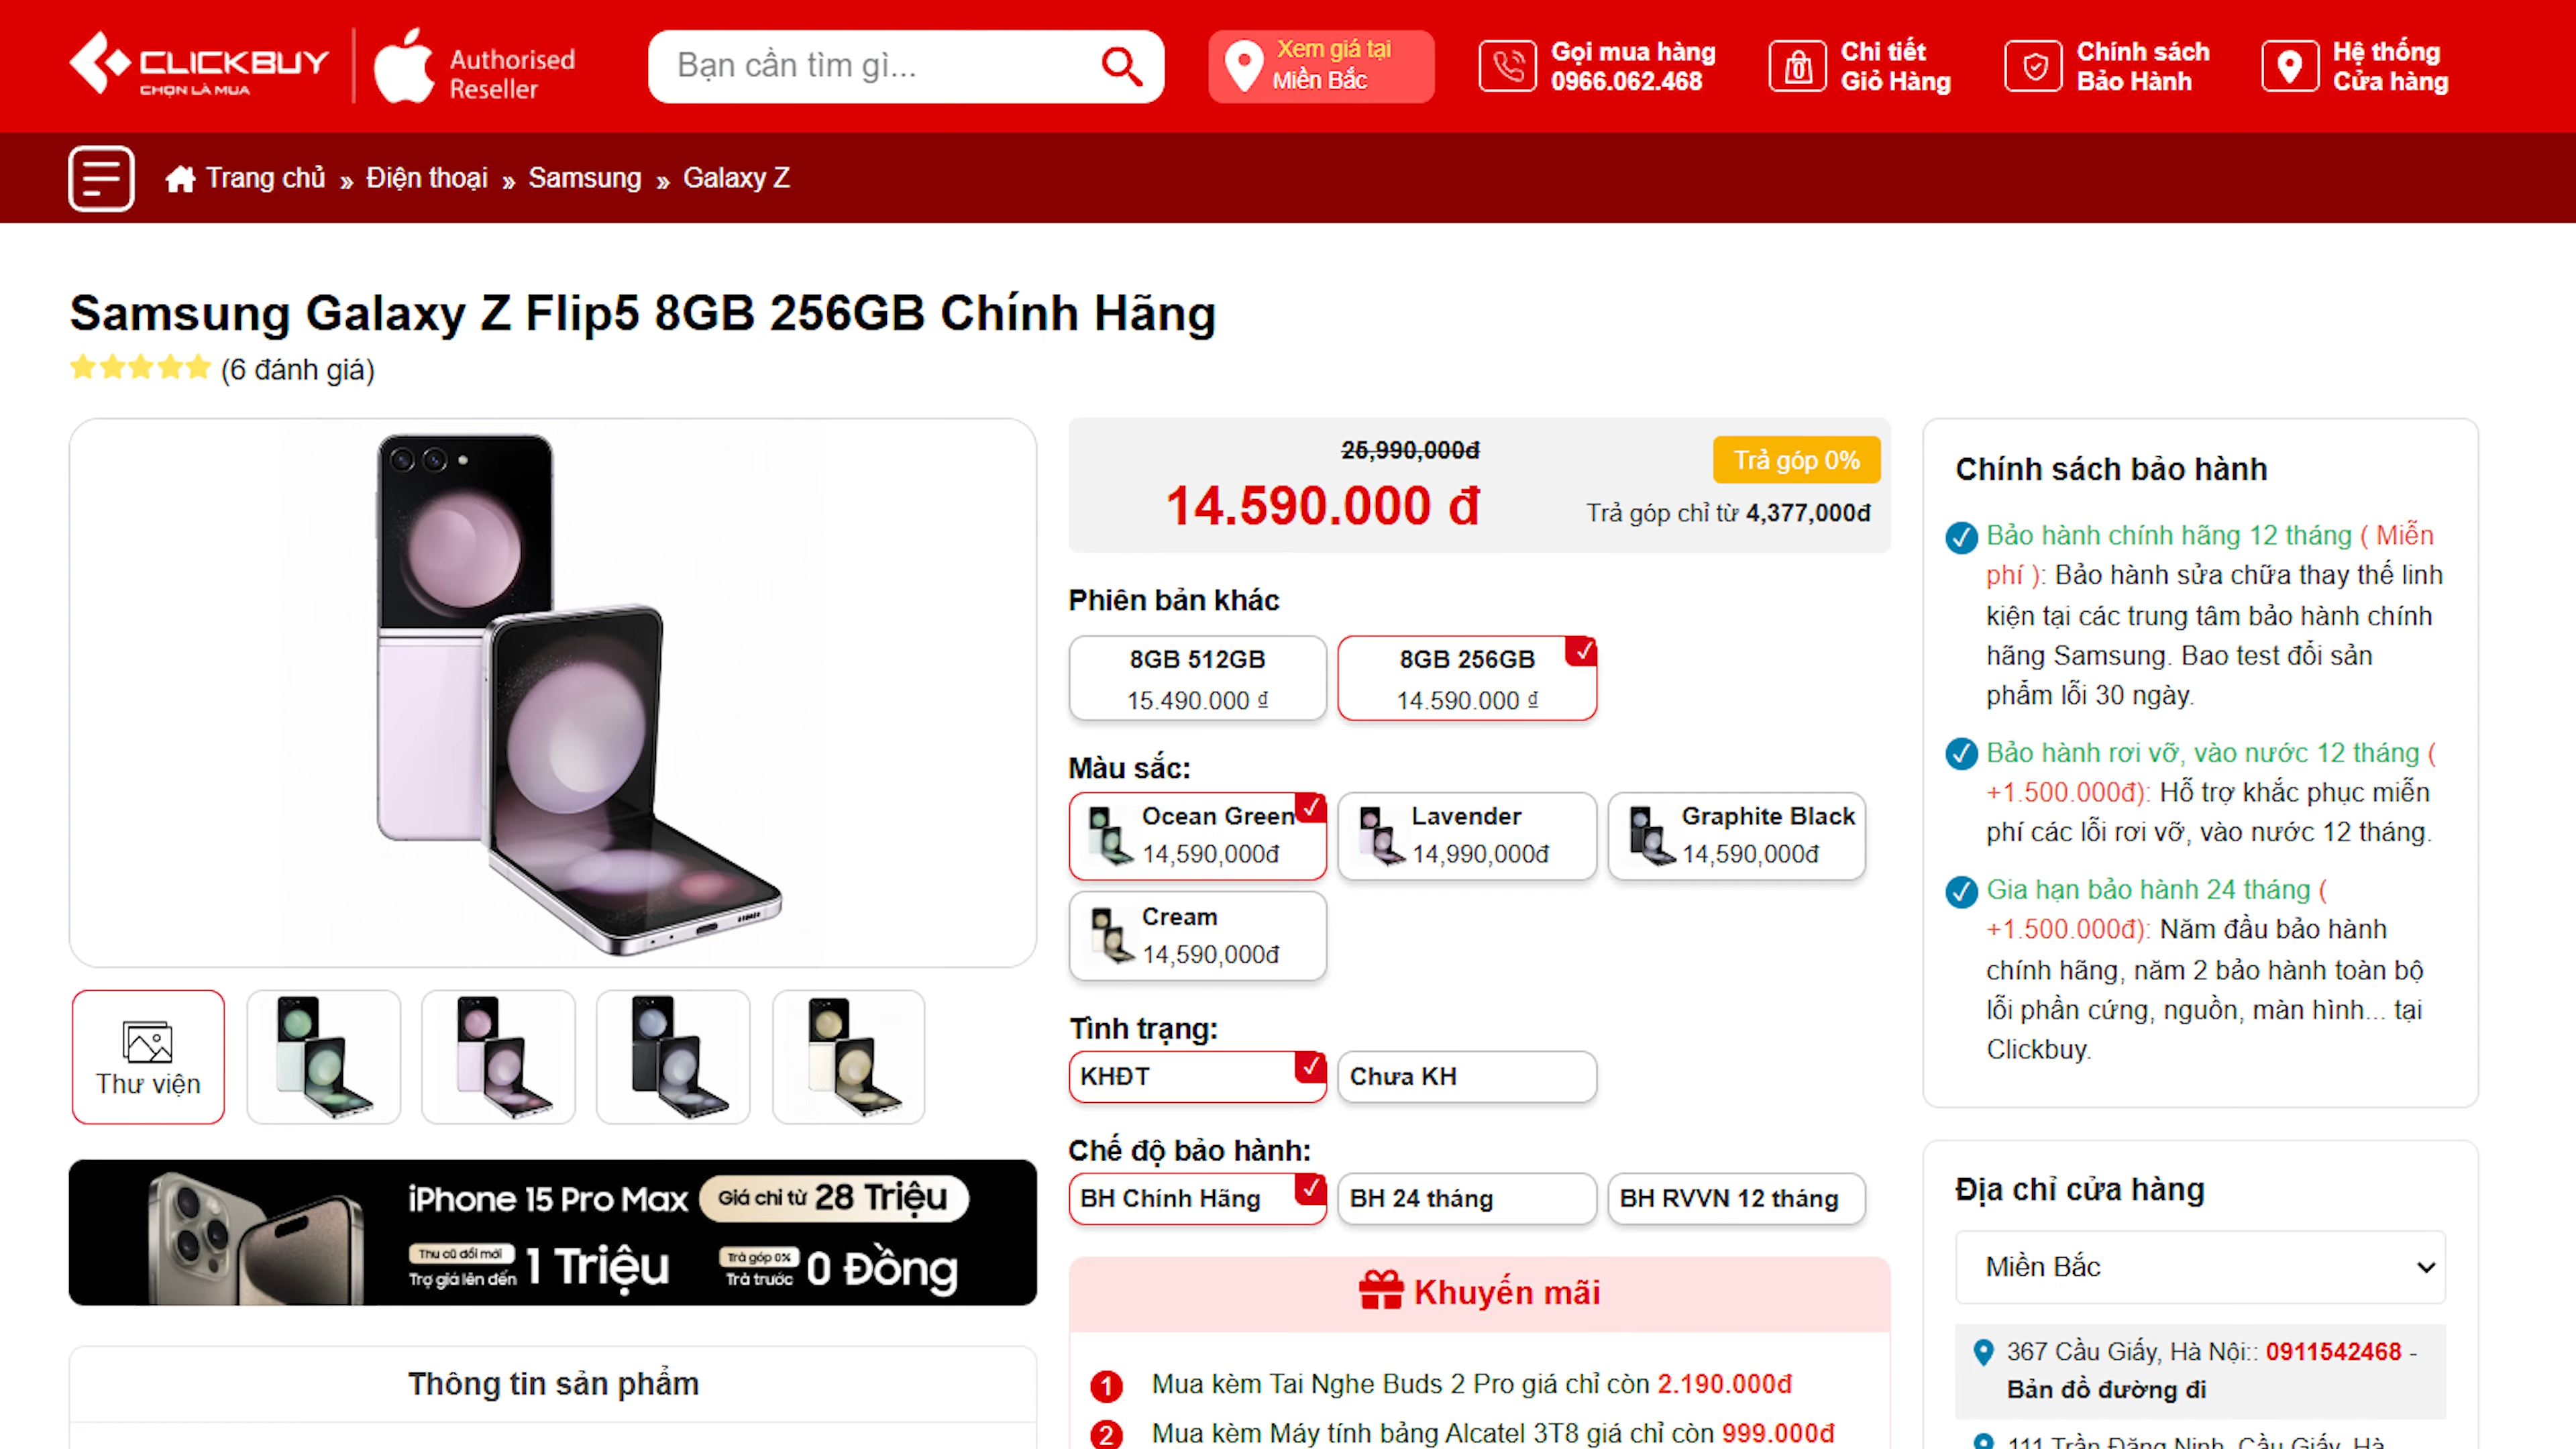 CLICKBUY
CHỌN LÀ MUA
Authorised
Reseller
Bạn cần tìm gì...
Xem giá tại
Miền Bắc
Gọi mua hàng
0966.062.468
Chi tiết
Giỏ Hàng
0
Chính sách
Bảo Hành
Hệ thống
Cửa hàng
Trang chủ » Điện thoại » Samsung » Galaxy Z
Samsung Galaxy Z Flip5 8GB 256GB Chính Hãng
(6 đánh giá)
25,990,000đ
14.590.000 đ
Trả góp 0%
Trả góp chỉ từ 4,377,000đ
Phiên bản khác
8GB 512GB
15.490.000 ₫
8GB 256GB
14.590.000 ₫
Màu sắc:
Ocean Green
14,590,000đ
Lavender
14,990,000đ
Graphite Black
14,590,000đ
Cream
14,590,000đ
Tình trạng:
KHĐT
Chưa KH
Chế độ bảo hành:
BH Chính Hãng
BH 24 tháng
BH RVVN 12 tháng
Khuyến mãi
1 Mua kèm Tai Nghe Buds 2 Pro giá chỉ còn 2.190.000đ
2 Mua kèm Máy tính bảng Alcatel 3T8 giá chỉ còn 999.000đ
Thư viện
iPhone 15 Pro Max Giá chỉ từ 28 Triệu
Thu cũ đổi mới
Trợ giá lên đến 1 Triệu
Trả góp 0%
Trả trước 0 Đồng
Thông tin sản phẩm
Chính sách bảo hành
Bảo hành chính hãng 12 tháng ( Miễn
phí ): Bảo hành sửa chữa thay thế linh
kiện tại các trung tâm bảo hành chính
hãng Samsung. Bao test đổi sản
phẩm lỗi 30 ngày.
Bảo hành rơi vỡ, vào nước 12 tháng (
+1.500.000đ): Hỗ trợ khắc phục miễn
phí các lỗi rơi vỡ, vào nước 12 tháng.
Gia hạn bảo hành 24 tháng (
+1.500.000đ): Năm đầu bảo hành
chính hãng, năm 2 bảo hành toàn bộ
lỗi phần cứng, nguồn, màn hình... tại
Clickbuy.
Địa chỉ cửa hàng
Miền Bắc
367 Cầu Giấy, Hà Nội:: 0911542468 -
Bản đồ đường đi
111 Trần Đăng Ninh, Cầu Giấy, Hà